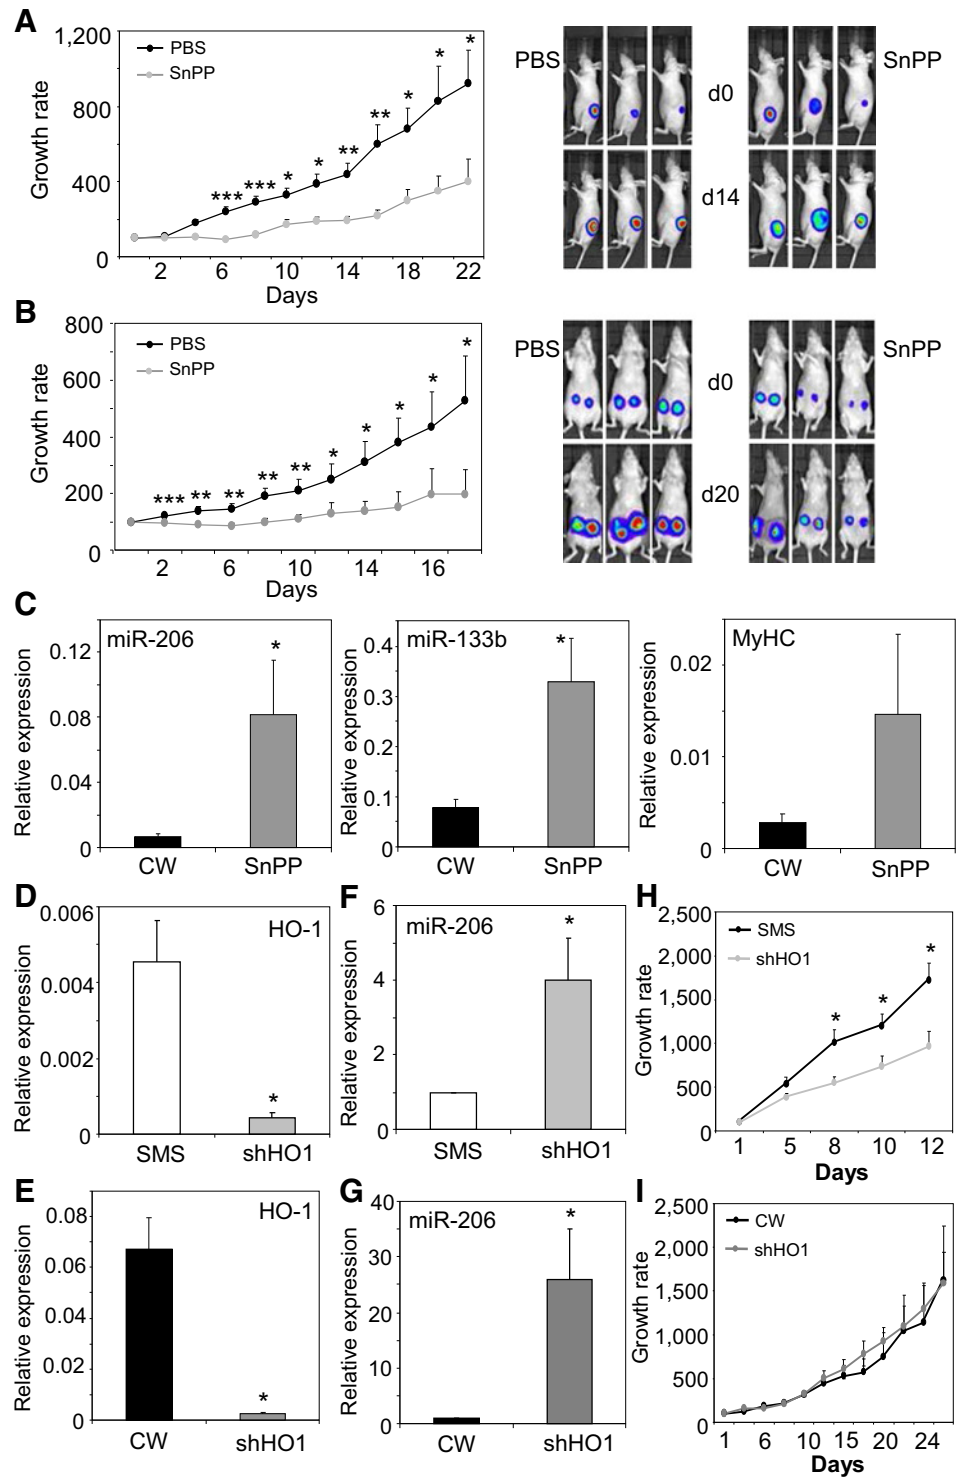 A
1,200
800
400
0
Growth rate
PBS
SnPP
*** *** * * ** ** * * *
2 6 10 14 18 22
Days
PBS
d0
d14
SnPP
B
800
600
400
200
0
Growth rate
PBS
SnPP
*** ** ** ** ** * * * * *
2 6 10 14 16
Days
PBS
d0
d20
SnPP
C
miR-206
Relative expression
0.12
0.08
0.04
0
*
CW SnPP
miR-133b
Relative expression
0.4
0.3
0.2
0.1
0
*
CW SnPP
MyHC
Relative expression
0.02
0.01
0
CW SnPP
D
HO-1
Relative expression
0.006
0.004
0.002
0
*
SMS shHO1
F
miR-206
Relative expression
6
4
2
0
*
SMS shHO1
H
2,500
2,000
1,500
1,000
500
0
Growth rate
SMS
shHO1
* * *
1 5 8 10 12
Days
E
HO-1
Relative expression
0.08
0.06
0.04
0.02
0
*
CW shHO1
G
miR-206
Relative expression
40
30
20
10
0
*
CW shHO1
I
2,500
2,000
1,500
1,000
500
0
Growth rate
CW
shHO1
1 6 10 15 20 24
Days